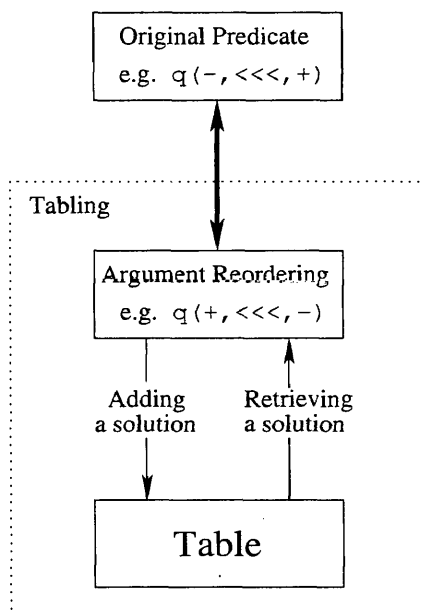 Original Predicate
e.g. q(-,<<<,+)
Tabling
Argument Reordering
e.g. q(+,<<<,-)
Adding
a solution
Retrieving
a solution
Table